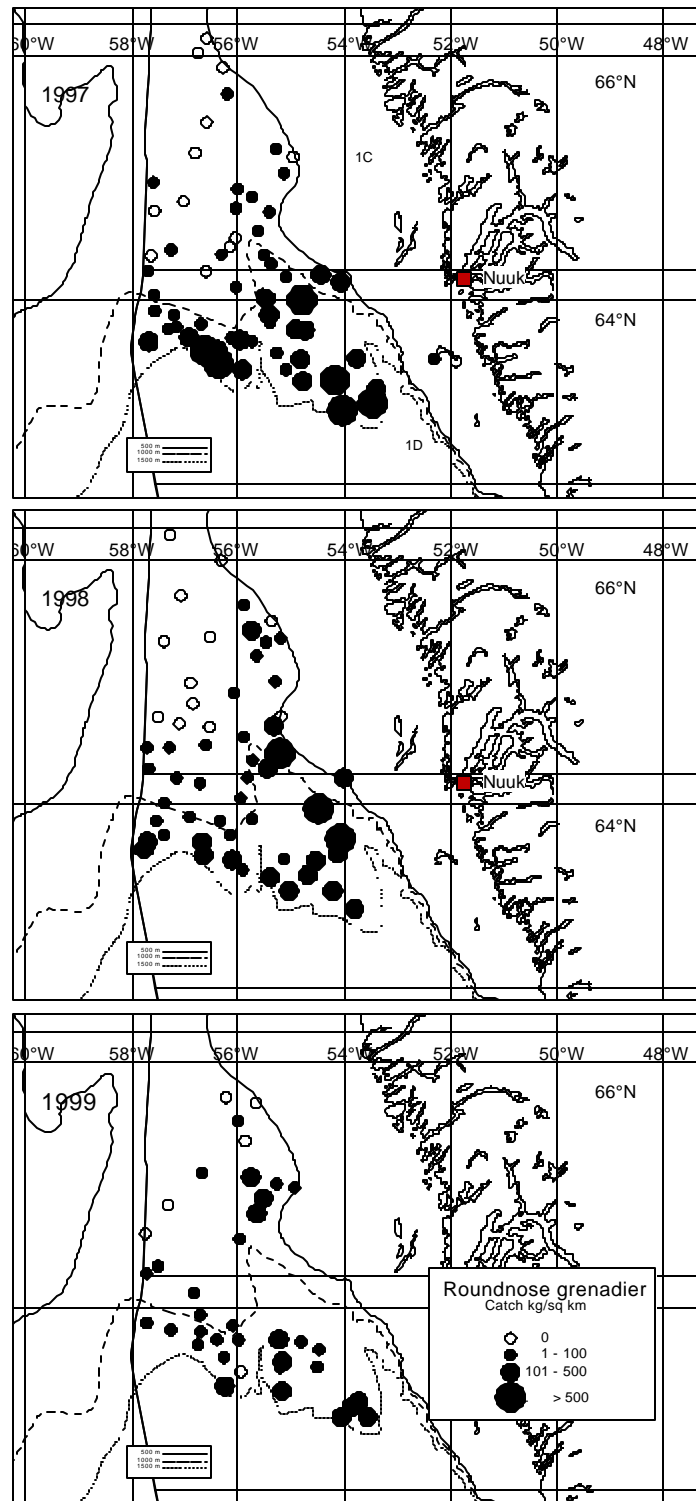 60°W 58°W 56°W 54°W 52°W 50°W 48°W
1997
66°N
1C
Nuuk
64°N
1D
500 m
1000 m
1500 m
60°W 58°W 56°W 54°W 52°W 50°W 48°W
1998
66°N
Nuuk
64°N
500 m
1000 m
1500 m
60°W 58°W 56°W 54°W 52°W 50°W 48°W
1999
66°N
Roundnose grenadier
Catch kg/sq km
0
1 - 100
101 - 500
> 500
500 m
1000 m
1500 m